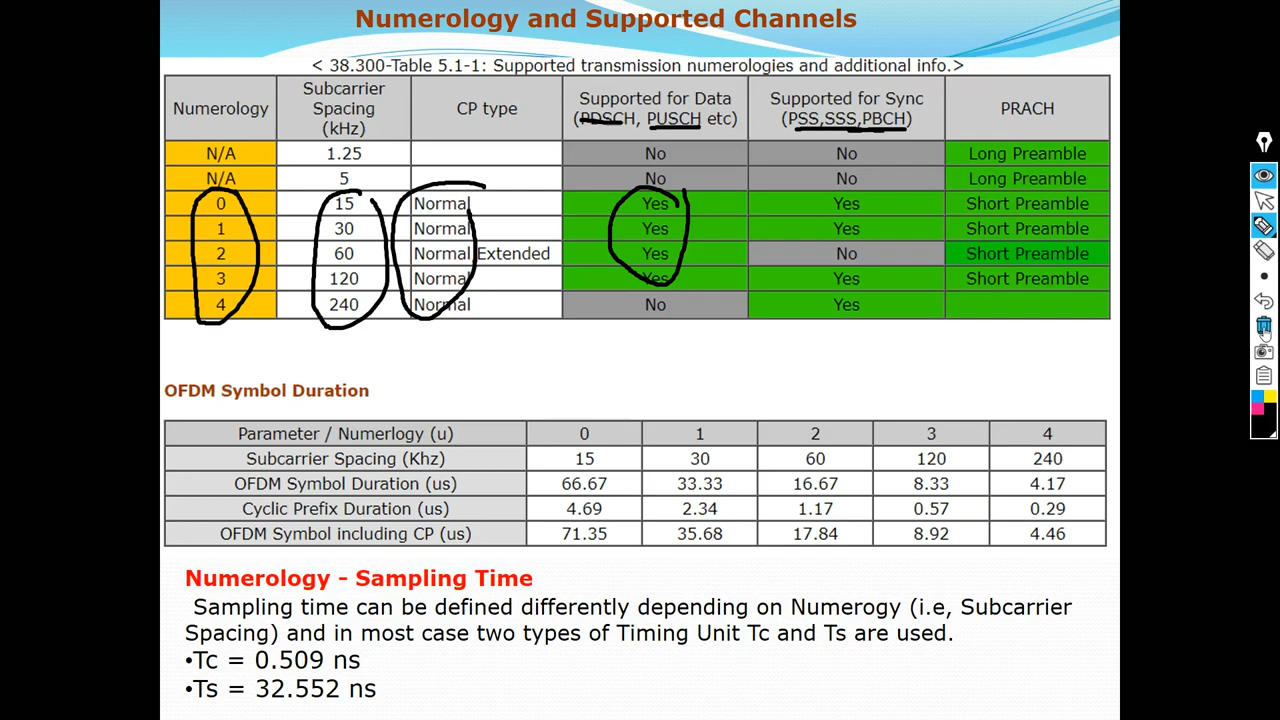 Numerology and Supported Channels
< 38.300-Table 5.1-1: Supported transmission numerologies and additional info.>
Numerology Subcarrier Spacing (kHz) CP type Supported for Data (PDSCH, PUSCH etc) Supported for Sync (PSS,SSS,PBCH) PRACH
N/A 1.25 No No Long Preamble
N/A 5 No No Long Preamble
0 15 Normal Yes Yes Short Preamble
1 30 Normal Yes Yes Short Preamble
2 60 Normal,Extended Yes No Short Preamble
3 120 Normal Yes Yes Short Preamble
4 240 Normal No Yes
OFDM Symbol Duration
Parameter / Numerlogy (u) 0 1 2 3 4
Subcarrier Spacing (Khz) 15 30 60 120 240
OFDM Symbol Duration (us) 66.67 33.33 16.67 8.33 4.17
Cyclic Prefix Duration (us) 4.69 2.34 1.17 0.57 0.29
OFDM Symbol including CP (us) 71.35 35.68 17.84 8.92 4.46
Numerology - Sampling Time
Sampling time can be defined differently depending on Numerogy (i.e, Subcarrier
Spacing) and in most case two types of Timing Unit Tc and Ts are used.
•Tc = 0.509 ns
•Ts = 32.552 ns